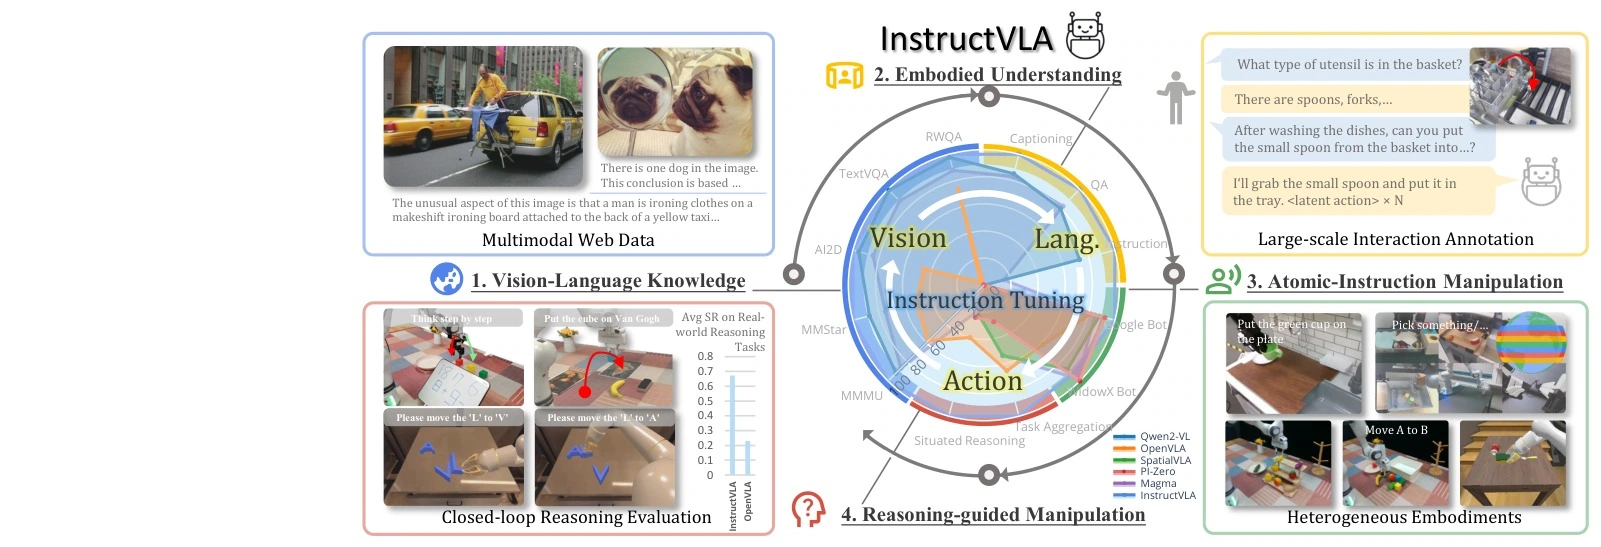 InstructVLA
2. Embodied Understanding
There is one dog in the image.
This conclusion is based ...
The unusual aspect of this image is that a man is ironing clothes on a
makeshift ironing board attached to the back of a yellow taxi...
Multimodal Web Data
1. Vision-Language Knowledge
Think step by step
Put the cube on Van Gogh
Please move the 'L' to 'V'
Please move the 'L' to 'A'
Avg SR on Real-
world Reasoning
Tasks
0.8
0.7
0.6
0.5
0.4
0.3
0.2
0.1
0
InstructVLA
OpenVLA
Closed-loop Reasoning Evaluation
RWQA
Captioning
TextVQA
QA
AI2D
MMStar
MMMU
Situated Reasoning
Task Aggregation
Vision
Lang.
Instruction Tuning
Action
20
40
60
80
100
Qwen2-VL
OpenVLA
SpatialVLA
PI-Zero
Magma
InstructVLA
4. Reasoning-guided Manipulation
What type of utensil is in the basket?
There are spoons, forks,...
After washing the dishes, can you put
the small spoon from the basket into...?
I'll grab the small spoon and put it in
the tray. <latent action> × N
Large-scale Interaction Annotation
3. Atomic-Instruction Manipulation
Put the green cup on
the plate
Pick something/...
Move A to B
Heterogeneous Embodiments